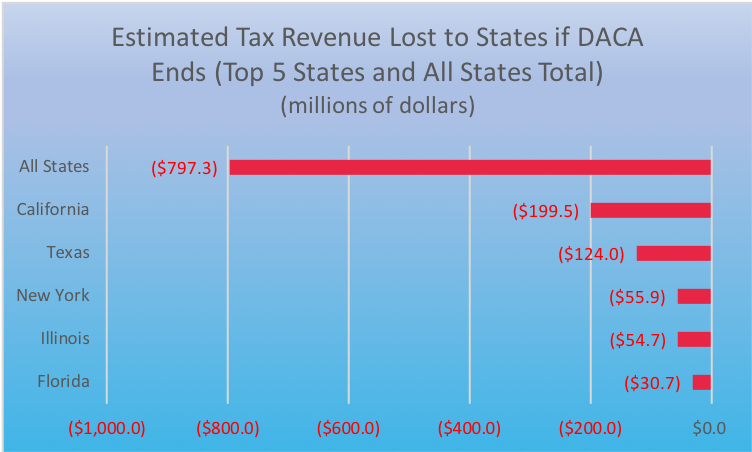 Estimated Tax Revenue Lost to States if DACA
Ends (Top 5 States and All States Total)
(millions of dollars)
All States ($797.3)
California ($199.5)
Texas ($124.0)
New York ($55.9)
Illinois ($54.7)
Florida ($30.7)
($1,000.0) ($800.0) ($600.0) ($400.0) ($200.0) $0.0